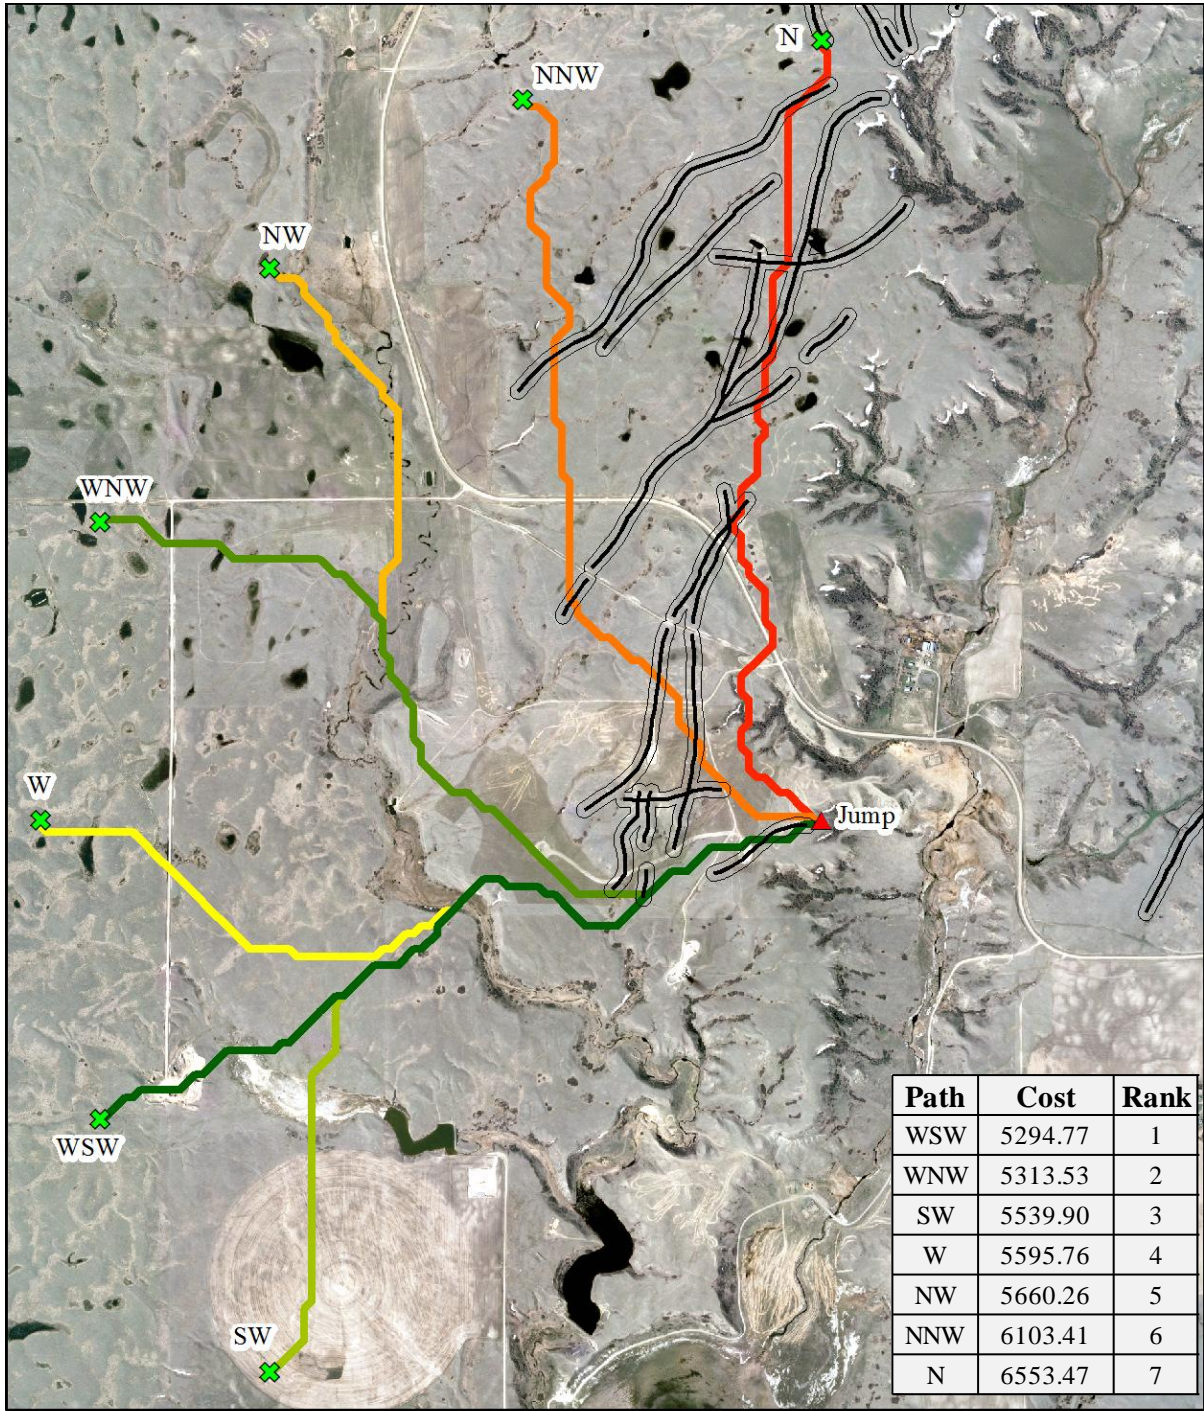 N
NNW
NW
WNW
W
Jump
WSW
SW
Path Cost Rank
WSW 5294.77 1
WNW 5313.53 2
SW 5539.90 3
W 5595.76 4
NW 5660.26 5
NNW 6103.41 6
N 6553.47 7